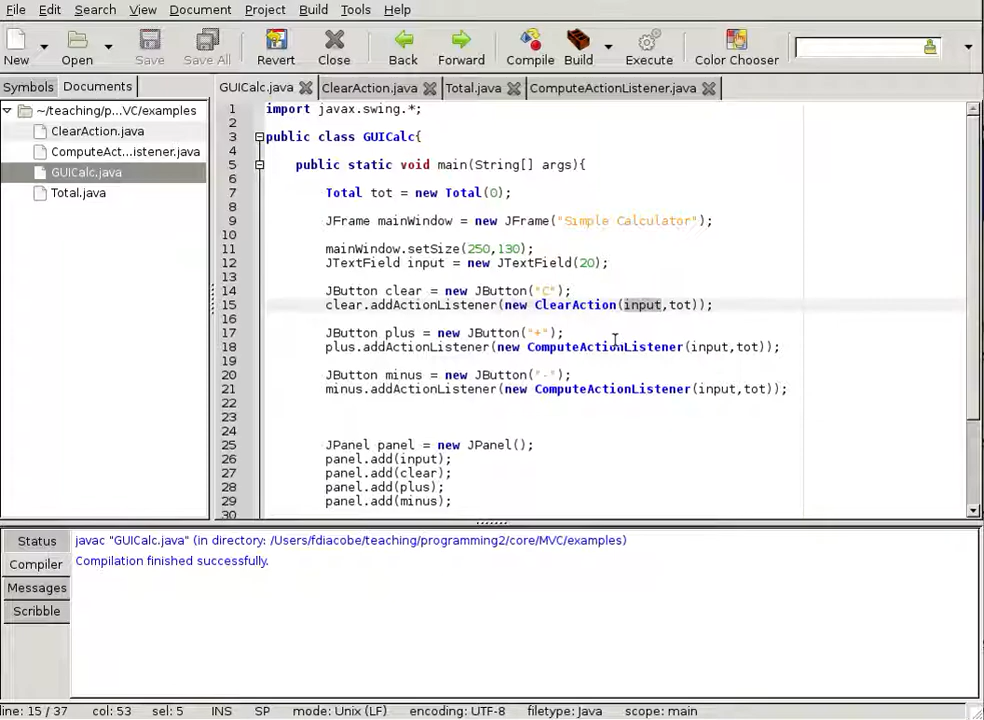 File Edit Search View Document Project Build Tools Help
New Open Save Save All Revert Close Back Forward Compile Build Execute Color Chooser
Symbols Documents
GUICalc.java ClearAction.java Total.java ComputeActionListener.java
~/teaching/p...VC/examples
ClearAction.java
ComputeAct...istener.java
GUICalc.java
Total.java
1 import javax.swing.*;
2
3 public class GUICalc{
4
5 public static void main(String[] args){
6
7 Total tot = new Total(0);
8
9 JFrame mainWindow = new JFrame("Simple Calculator");
10
11 mainWindow.setSize(250,130);
12 JTextField input = new JTextField(20);
13
14 JButton clear = new JButton("C");
15 clear.addActionListener(new ClearAction(input,tot));
16
17 JButton plus = new JButton("+");
18 plus.addActionListener(new ComputeActionListener(input,tot));
19
20 JButton minus = new JButton("-");
21 minus.addActionListener(new ComputeActionListener(input,tot));
22
23
24
25 JPanel panel = new JPanel();
26 panel.add(input);
27 panel.add(clear);
28 panel.add(plus);
29 panel.add(minus);
30
Status
Compiler
Messages
Scribble
javac "GUICalc.java" (in directory: /Users/fdiacobe/teaching/programming2/core/MVC/examples)
Compilation finished successfully.
line: 15 / 37 col: 53 sel: 5 INS SP mode: Unix (LF) encoding: UTF-8 filetype: Java scope: main